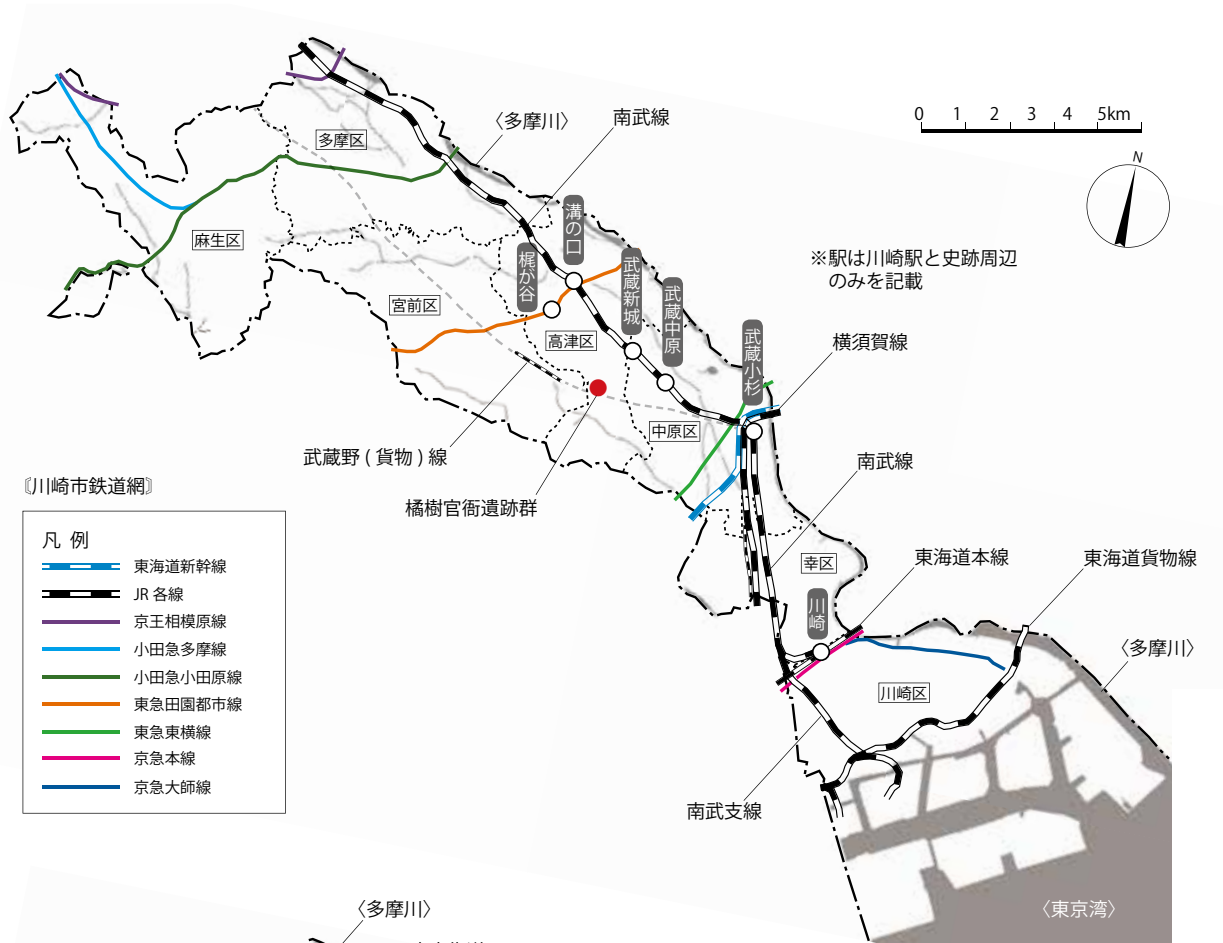 〈多摩川〉
南武線
0 1 2 3 4 5km
N
多摩区
溝の口
麻生区
梶が谷
武蔵新城
※駅は川崎駅と史跡周辺
のみを記載
武蔵中原
宮前区
高津区
武蔵小杉
横須賀線
中原区
武蔵野(貨物)線
南武線
橘樹官衙遺跡群
〘川崎市鉄道網〙
凡 例
東海道新幹線
JR 各線
京王相模原線
小田急多摩線
小田急小田原線
東急田園都市線
東急東横線
京急本線
京急大師線
幸区
東海道本線
東海道貨物線
川崎
〈多摩川〉
川崎区
南武支線
〈東京湾〉
〈多摩川〉